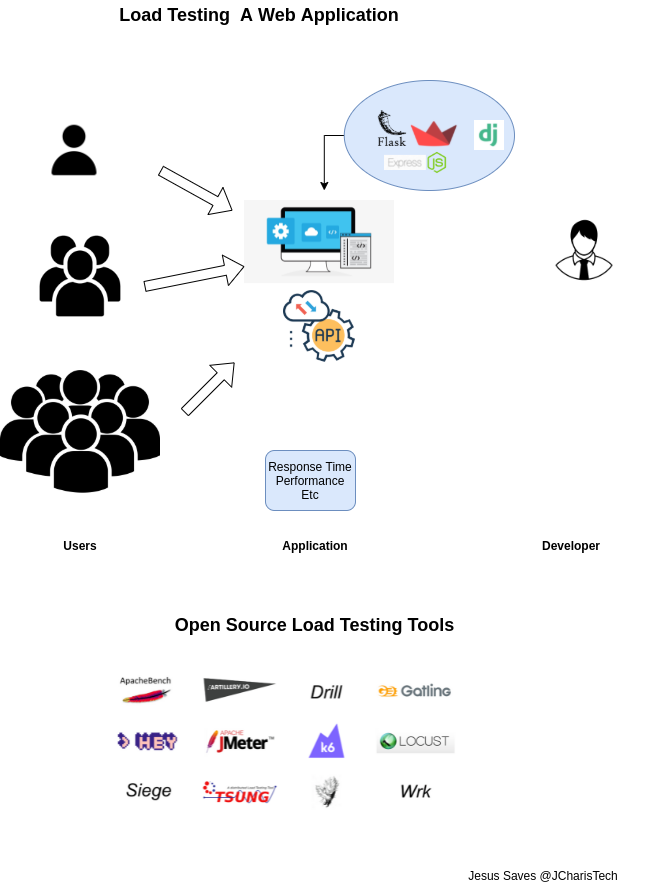 Load Testing  A Web Application
Flask
dj
Express
JS
</>
API
</>
</>
Response Time
Performance
Etc
Users
Application
Developer
Open Source Load Testing Tools
ApacheBench
ARTILLERY.IO
Drill
Gatling
HEY
APACHE
JMeter™
k6
LOCUST
Siege
TSUNG
Wrk
Jesus Saves @JCharisTech